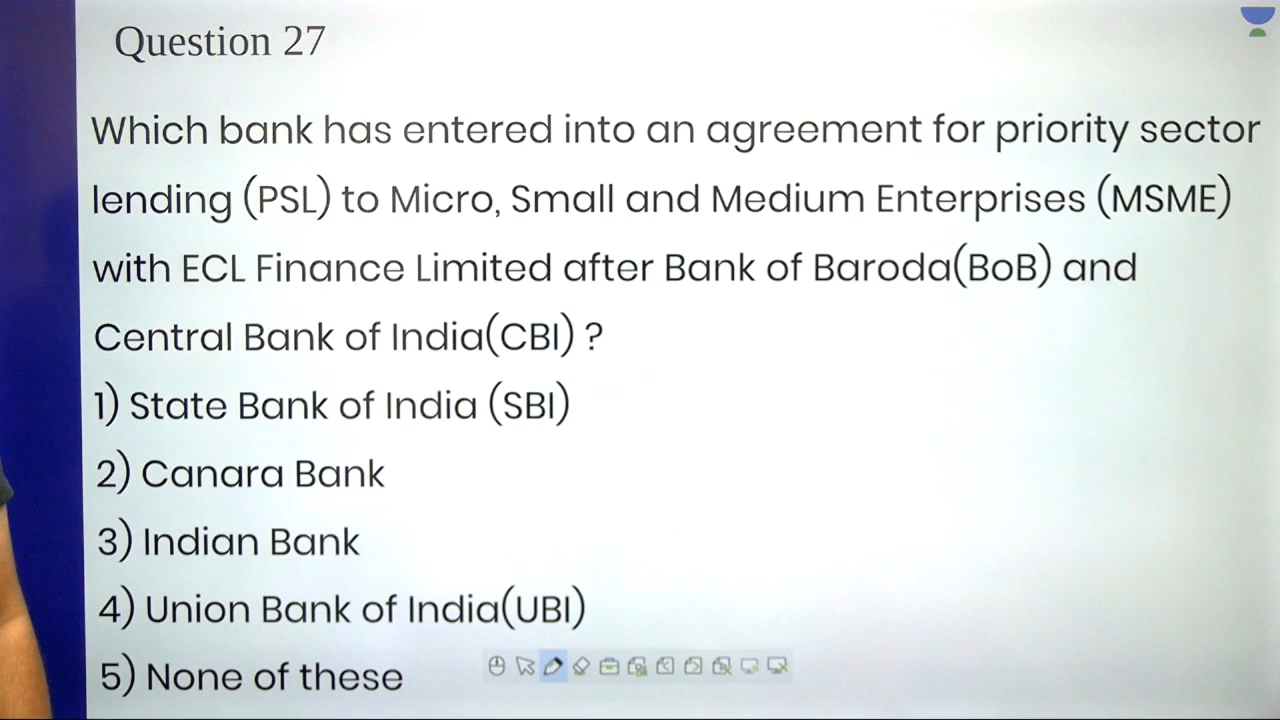 Question 27
Which bank has entered into an agreement for priority sector
lending (PSL) to Micro, Small and Medium Enterprises (MSME)
with ECL Finance Limited after Bank of Baroda(BoB) and
Central Bank of India(CBI) ?
1) State Bank of India (SBI)
2) Canara Bank
3) Indian Bank
4) Union Bank of India(UBI)
5) None of these